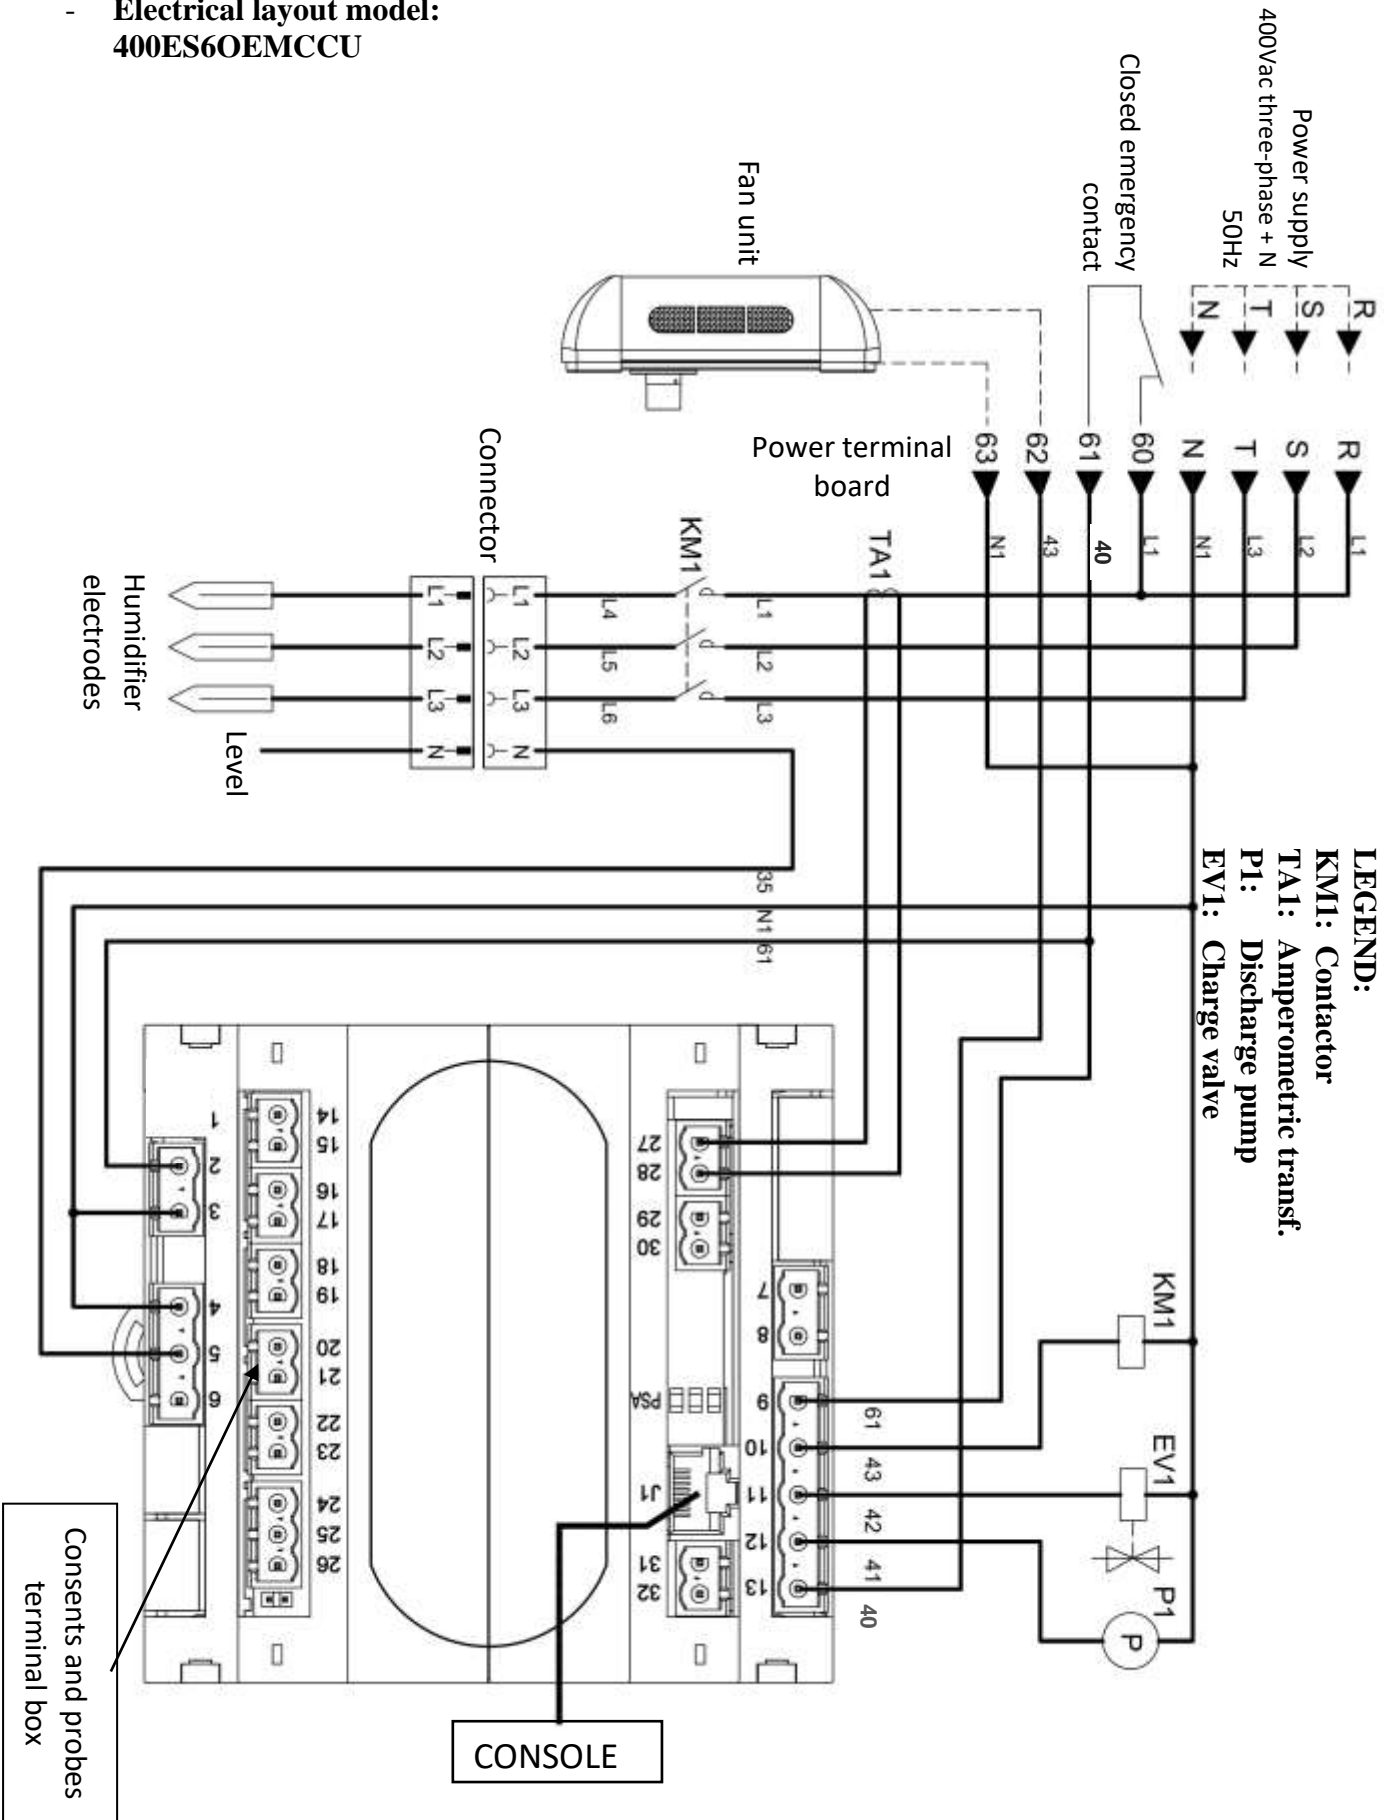 - Electrical layout model:
400ES6OEMCCU
Power supply
400Vac three-phase + N
50Hz
Closed emergency
contact
Fan unit
R
S
T
N
R
S
T
N
60
61
62
63
Power terminal
board
L1
L2
L3
N1
L1
40
43
N1
TA1
KM1
L1
L2
L3
L4
L5
L6
Connector
L1
L2
L3
N
L1
L2
L3
N
Humidifier
electrodes
Level
35
N1
61
LEGEND:
KM1: Contactor
TA1: Amperometric transf.
P1: Discharge pump
EV1: Charge valve
KM1
EV1
P1
P
1
2
3
4
5
6
14
15
16
17
18
19
20
21
22
23
24
25
26
27
28
29
30
PSA
J1
31
32
7
8
9
10
11
12
13
61
43
42
41
40
CONSOLE
Consents and probes
terminal box